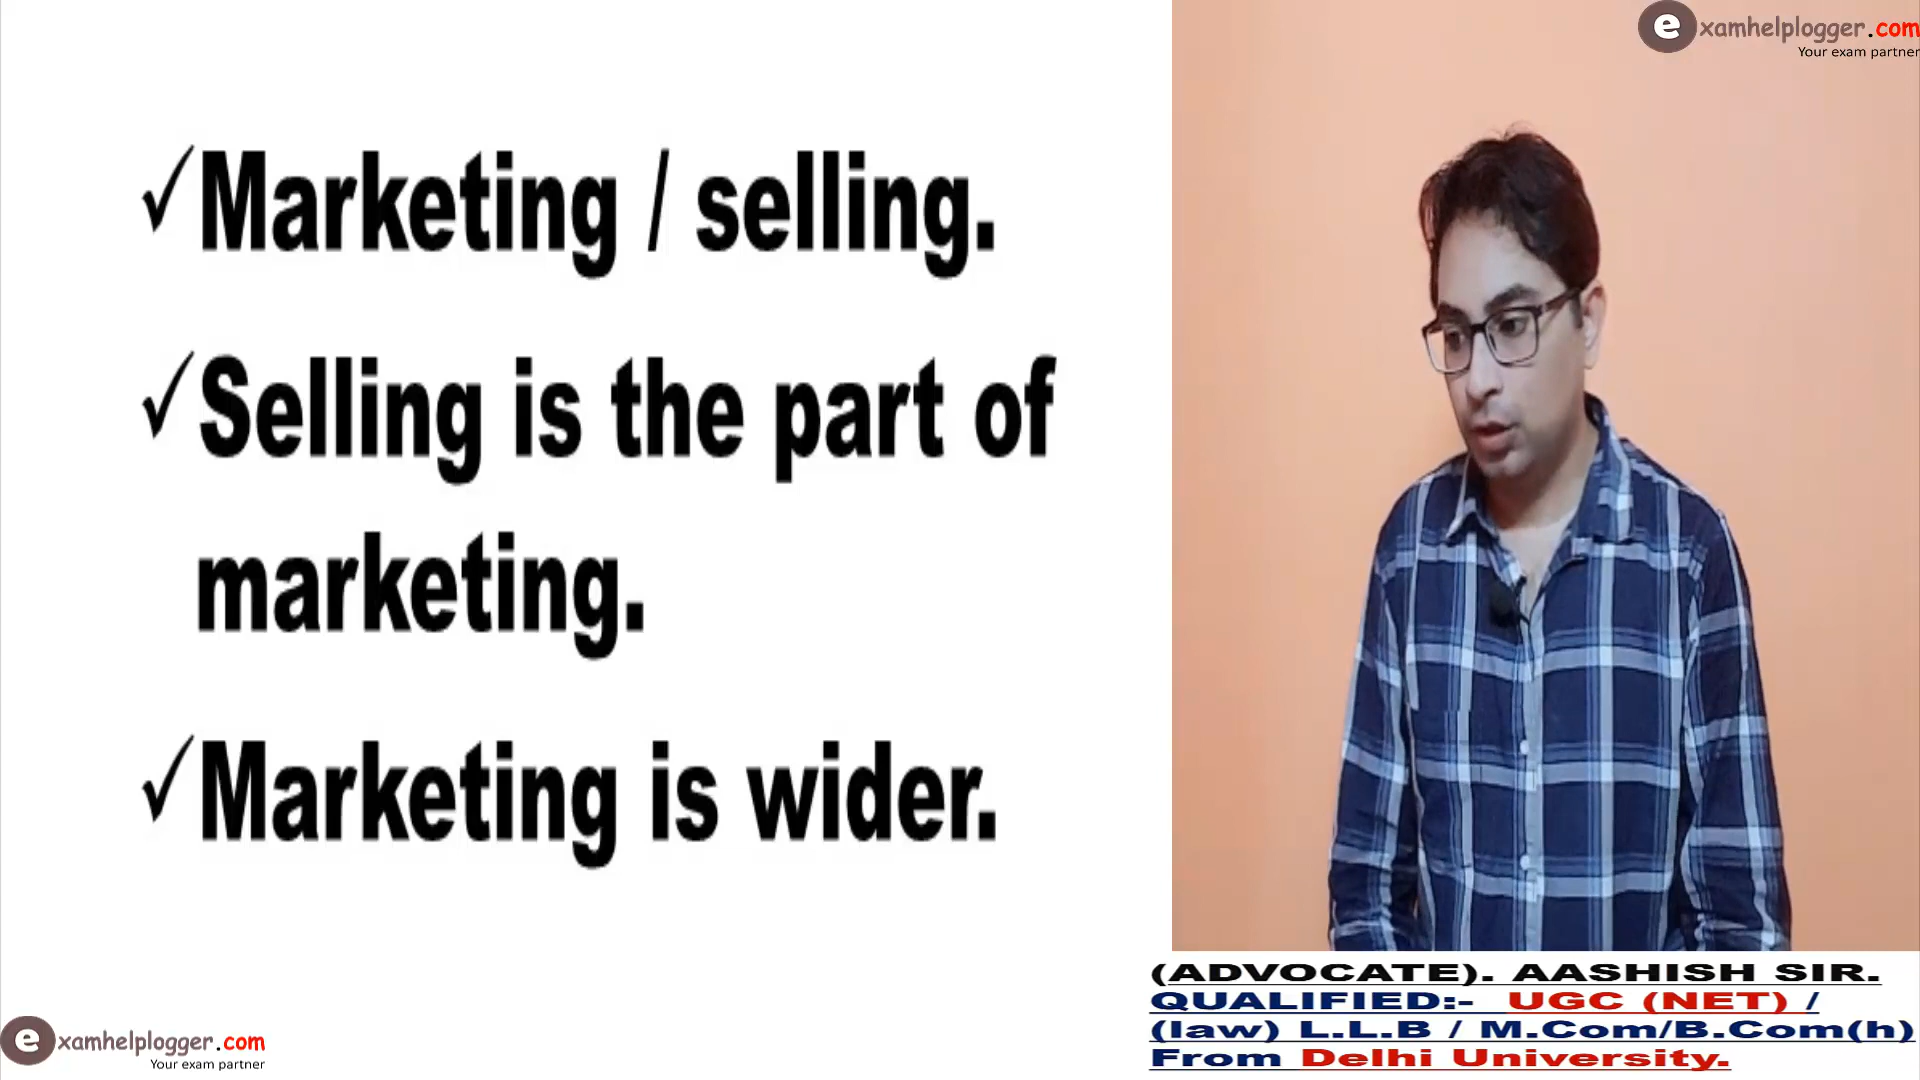 examhelplogger.com
Your exam partner
✓Marketing / selling.
✓Selling is the part of
marketing.
✓Marketing is wider.
(ADVOCATE). AASHISH SIR.
QUALIFIED:- UGC (NET) /
(law) L.L.B / M.Com/B.Com(h)
From Delhi University.
examhelplogger.com
Your exam partner